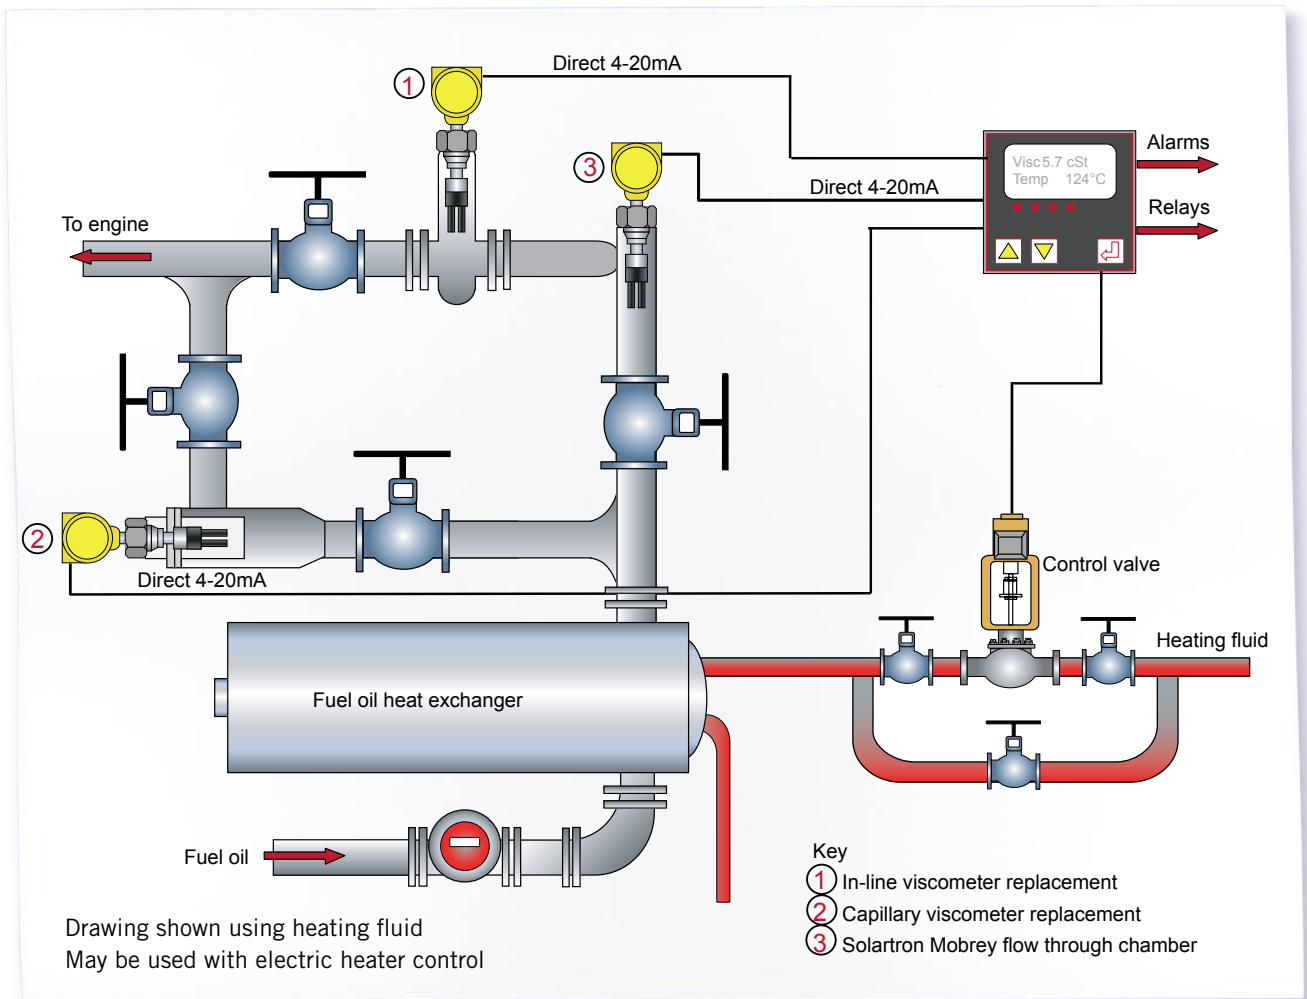 Direct 4-20mA
1
3
Visc 5.7 cSt
Temp 124°C
Alarms
Direct 4-20mA
Relays
To engine
2
Direct 4-20mA
Control valve
Heating fluid
Fuel oil heat exchanger
Fuel oil
Key
1 In-line viscometer replacement
2 Capillary viscometer replacement
3 Solartron Mobrey flow through chamber
Drawing shown using heating fluid
May be used with electric heater control